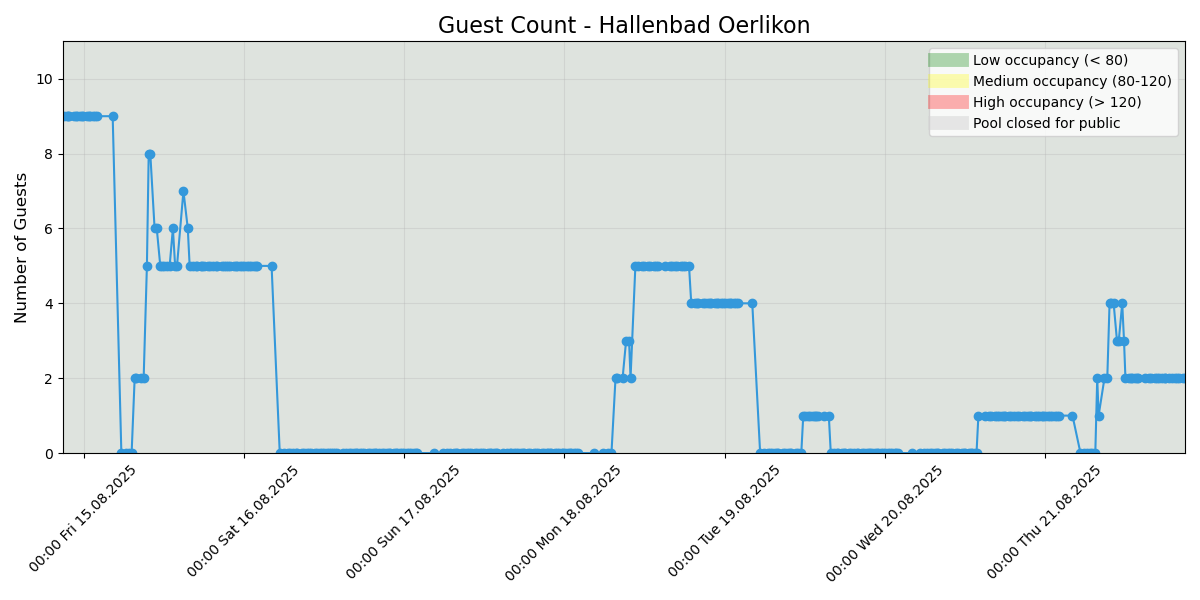 Guest Count - Hallenbad Oerlikon
Low occupancy (< 80)
Medium occupancy (80-120)
High occupancy (> 120)
Pool closed for public
Number of Guests
10
8
6
4
2
0
00:00 Fri 15.08.2025
00:00 Sat 16.08.2025
00:00 Sun 17.08.2025
00:00 Mon 18.08.2025
00:00 Tue 19.08.2025
00:00 Wed 20.08.2025
00:00 Thu 21.08.2025